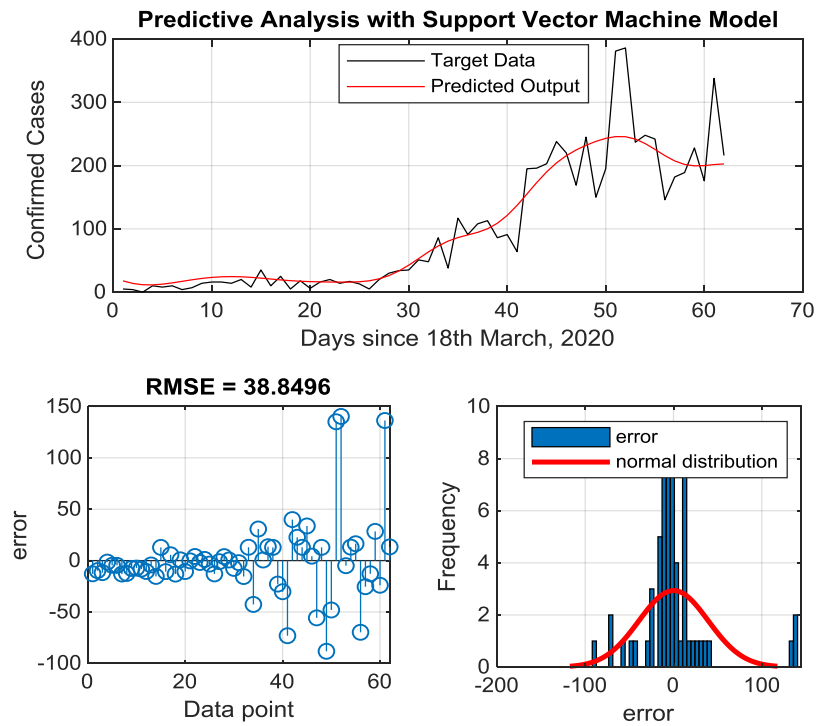 Predictive Analysis with Support Vector Machine Model
400
300
200
100
0
Confirmed Cases
Target Data
Predicted Output
0 10 20 30 40 50 60 70
Days since 18th March, 2020
RMSE = 38.8496
150
100
50
0
-50
-100
error
0 20 40 60
Data point
10
8
6
4
2
0
Frequency
error
normal distribution
-200 -100 0 100
error